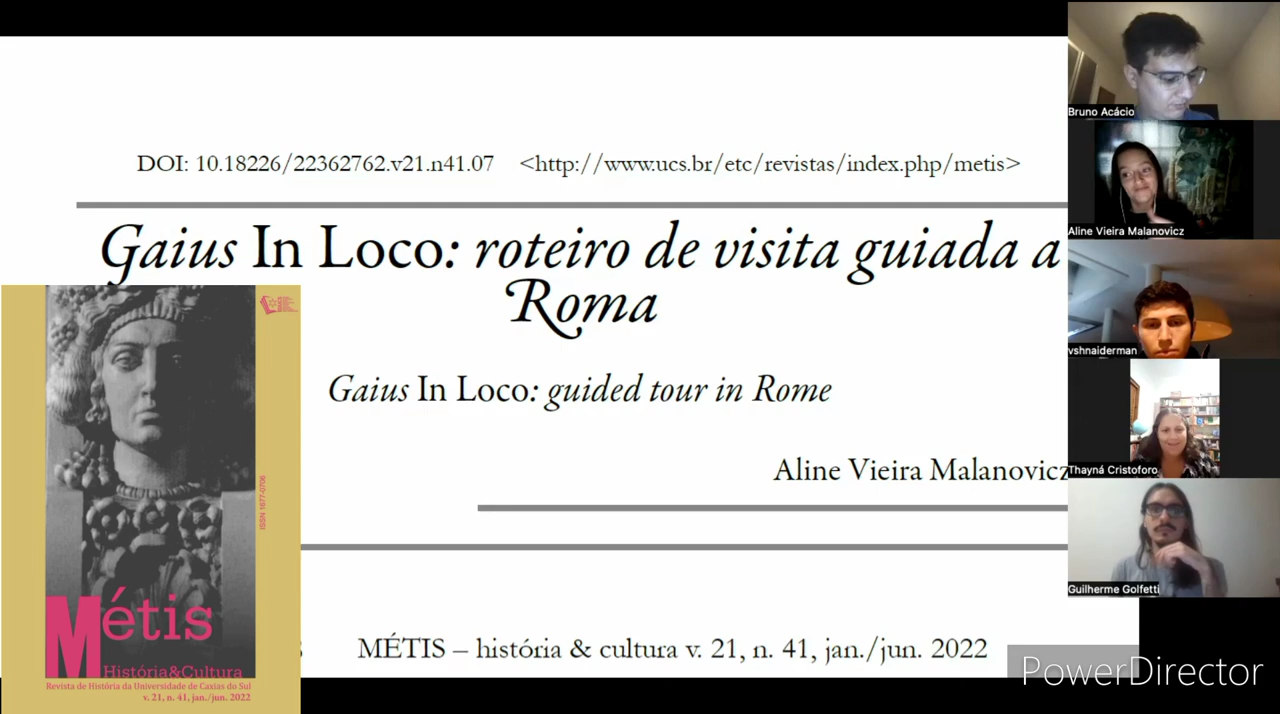 DOI: 10.18226/22362762.v21.n41.07 <http://www.ucs.br/etc/revistas/index.php/metis>
Gaius In Loco: roteiro de visita guiada a
Roma
Gaius In Loco: guided tour in Rome
Aline Vieira Malanovicz
MÉTIS – história & cultura v. 21, n. 41, jan./jun. 2022
ISSN 1677-0706
Métis
História&Cultura
Revista de História da Universidade de Caxias do Sul
v. 21, n. 41, jan./jun. 2022
Bruno Acácio
Aline Vieira Malanovicz
vshnaiderman
Thayná Cristoforo
Guilherme Golfetti
PowerDirector